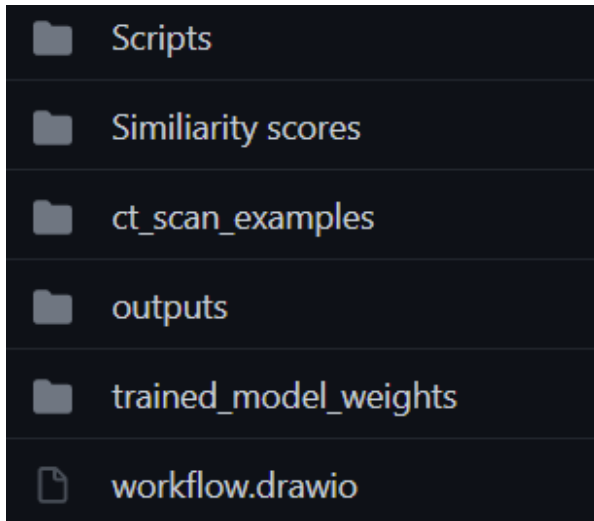 Scripts
Similiarity scores
ct_scan_examples
outputs
trained_model_weights
workflow.drawio